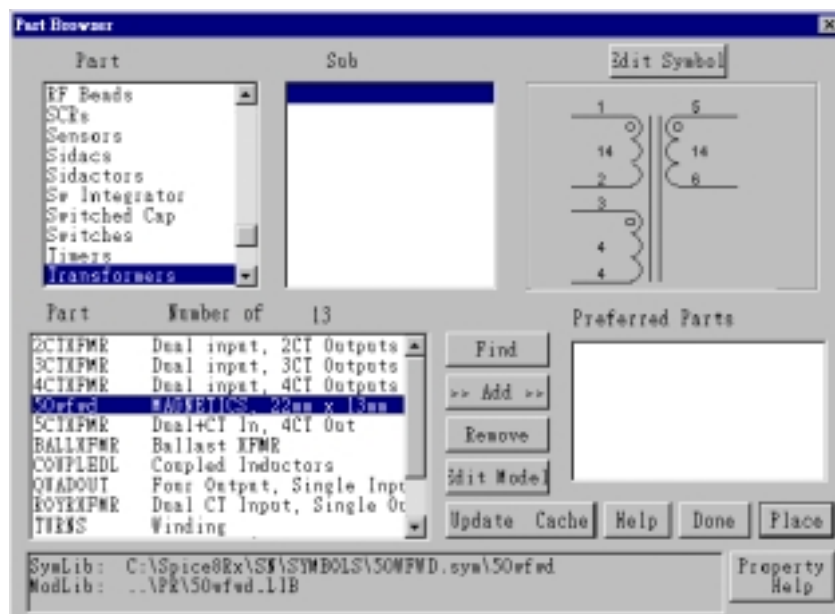 Part Browser
Part
Sub
Edit Symbol
RF Beads
SCRs
Sensors
Sidacs
Sidactors
Sw Integrator
Switched Cap
Switches
Timers
Transformers
1
5
14
14
2
6
3
4
4
Part Number of 13
Preferred Parts
2CTXFMR Dual input, 2CT Outputs
3CTXFMR Dual input, 3CT Outputs
4CTXFMR Dual input, 4CT Outputs
50wfwd MAGNETICS, 22mm x 13mm
5CTXFMR Dual+CT In, 4CT Out
BALLXFMR Ballast XFMR
COUPLEDL Coupled Inductors
QUADOUT Four Output, Single Inpu
ROYRXFMR Dual CT Input, Single Ou
TURNS Winding
Find
>> Add >>
Remove
Edit Model
Update Cache
Help
Done
Place
SymLib: C:\Spice8Rx\SN\SYMBOLS\50WFWD.sym\50wfwd
ModLib: ..\PR\50wfwd.LIB
Property Help